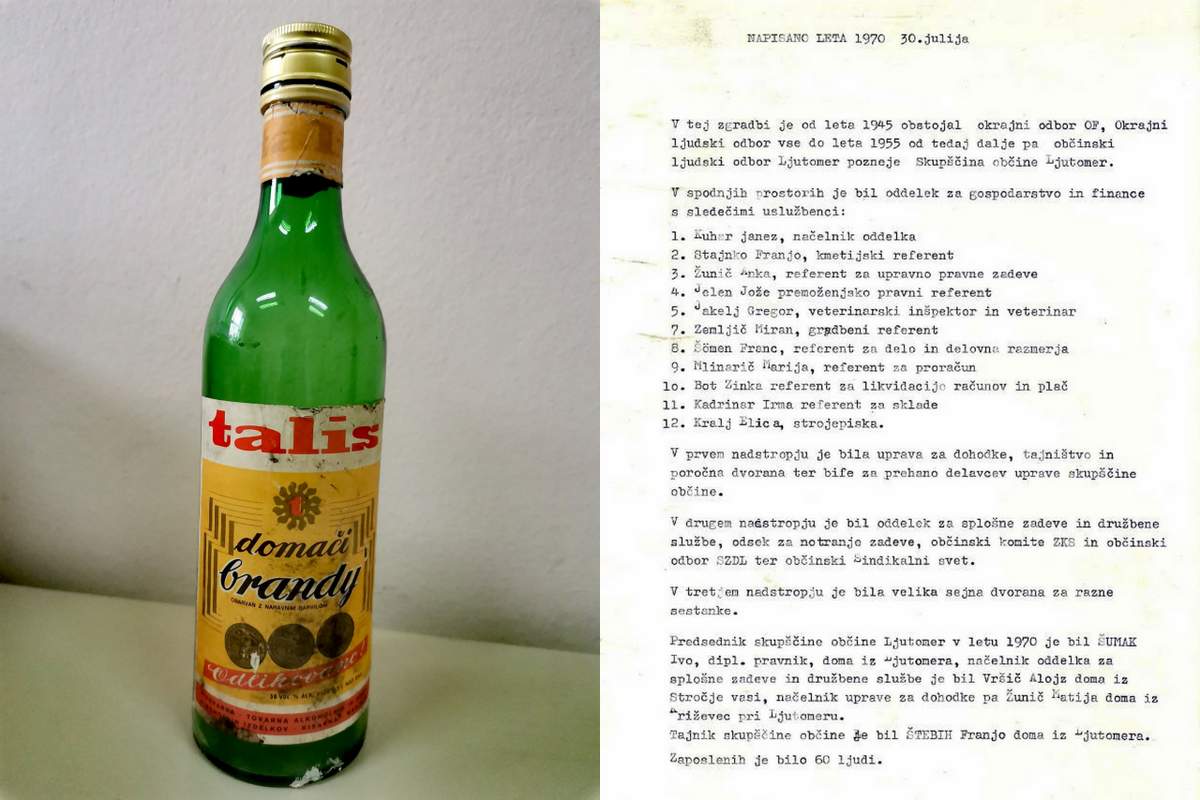 talis
t
domači
brandy
OBARVAN Z NARAVNIM BARVILOM
Odlikovano!
38 VOL. % ALK.
TOVARNA ALKOHOLNIH
IZDELKOV
NAPISANO LETA 1970 30.julija
V tej zgradbi je od leta 1945 obstojal okrajni odbor OF, Okrajni
ljudski odbor vse do leta 1955 od tedaj dalje pa občinski
ljudski odbor Ljutomer pozneje Skupščina občine Ljutomer.
V spodnjih prostorih je bil oddelek za gospodarstvo in finance
s sledečimi uslužbenci:
1. Kuhar janez, načelnik oddelka
2. Stajnko Franjo, kmetijski referent
3. Žunič Anka, referent za upravno pravne zadeve
4. Jelen Jože premoženjsko pravni referent
5. Jakelj Gregor, veterinarski inšpektor in veterinar
7. Zemljič Miran, gradbeni referent
8. Šömen Franc, referent za delo in delovna razmerja
9. Mlinarič Marija, referent za proračun
10. Bot Zinka referent za likvidacijo računov in plač
11. Kadrinar Irma referent za sklade
12. Kralj Elica, strojepiska.
V prvem nadstropju je bila uprava za dohodke, tajništvo in
poročna dvorana ter bife za prehano delavcev uprave skupščine
občine.
V drugem nadstropju je bil oddelek za splošne zadeve in družbene
službe, odsek za notranje zadeve, občinski komite ZKS in občinski
odbor SZDL ter občinski Sindikalni svet.
V tretjem nadstropju je bila velika sejna dvorana za razne
sestanke.
Predsednik skupščine občine Ljutomer v letu 1970 je bil ŠUMAK
Ivo, dipl. pravnik, doma iz Ljutomera, načelnik oddelka za
splošne zadeve in družbene službe je bil Vršič Alojz doma iz
Stročje vasi, načelnik uprave za dohodke pa Žunič Matija doma iz
Križevec pri Ljutomeru.
Tajnik skupščine občine je bil ŠTEBIH Franjo doma iz Ljutomera.
Zaposlenih je bilo 60 ljudi.